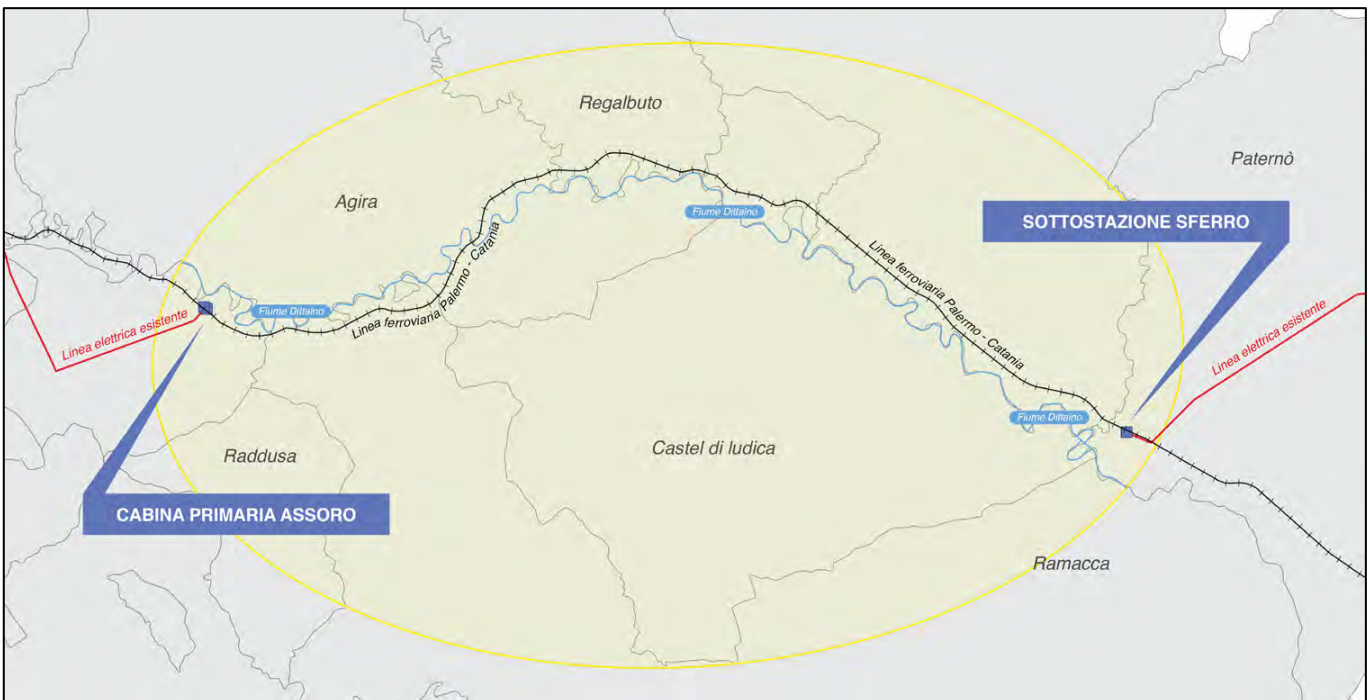 Regalbuto
Paternò
Agira
Fiume Dittaino
SOTTOSTAZIONE SFERRO
Linea ferroviaria Palermo - Catania
Fiume Dittaino
Linea ferroviaria Palermo - Catania
Linea elettrica esistente
Linea elettrica esistente
Fiume Dittaino
Raddusa
Castel di Iudica
CABINA PRIMARIA ASSORO
Ramacca